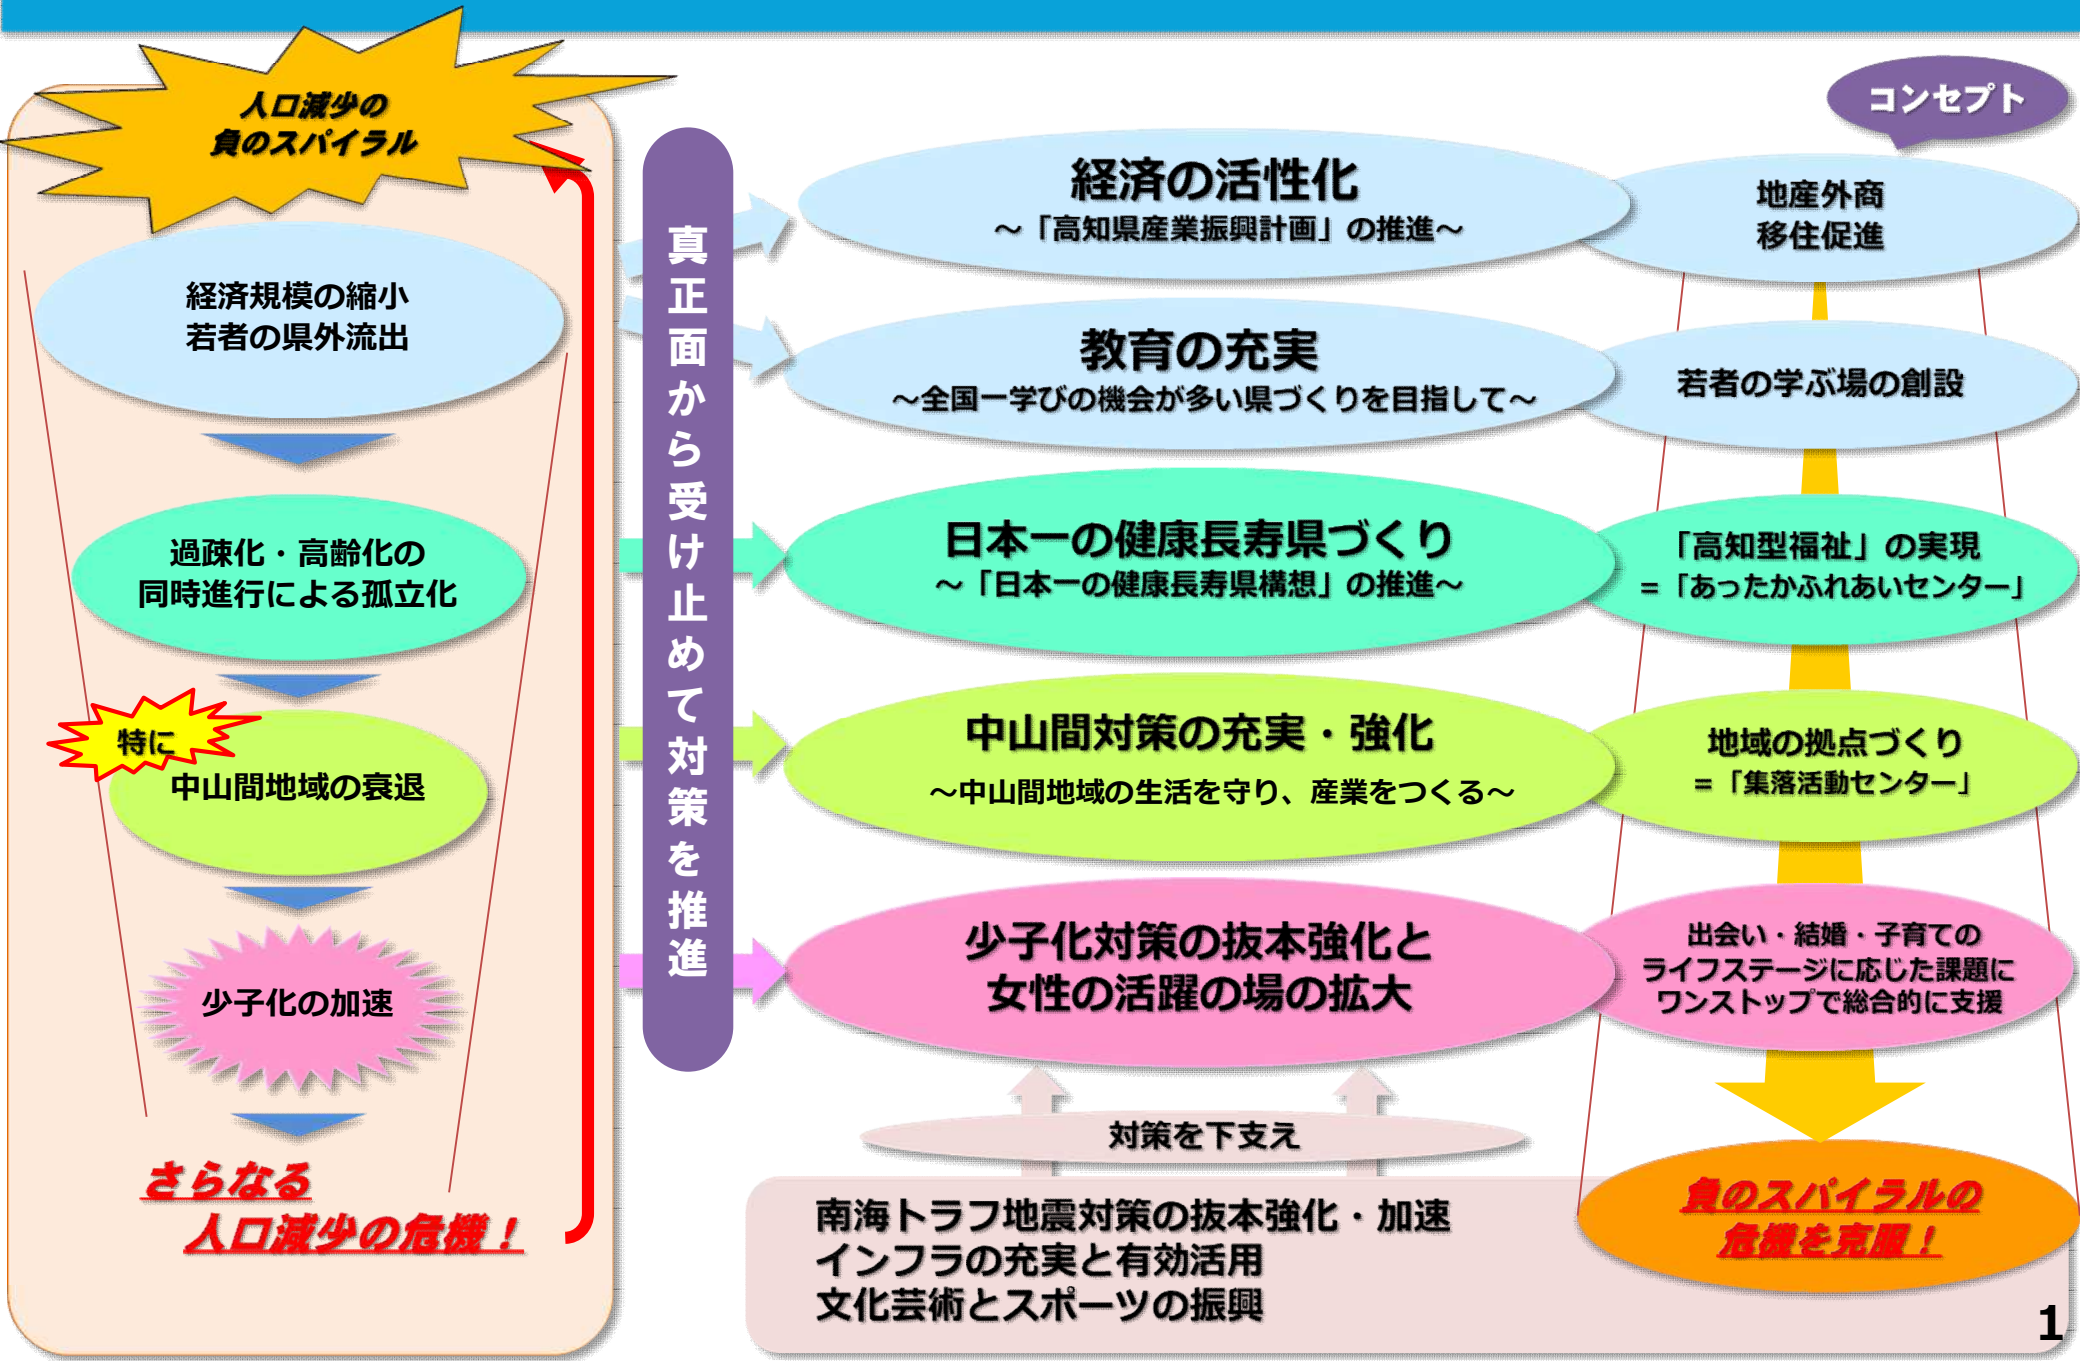 人口減少の
負のスパイラル
経済規模の縮小
若者の県外流出
過疎化・高齢化の
同時進行による孤立化
特に
中山間地域の衰退
少子化の加速
さらなる
人口減少の危機！
真正面から受け止めて対策を推進
コンセプト
経済の活性化
～「高知県産業振興計画」の推進～
地産外商
移住促進
教育の充実
～全国一学びの機会が多い県づくりを目指して～
若者の学ぶ場の創設
日本一の健康長寿県づくり
～「日本一の健康長寿県構想」の推進～
「高知型福祉」の実現
=「あったかふれあいセンター」
中山間対策の充実・強化
～中山間地域の生活を守り、産業をつくる～
地域の拠点づくり
=「集落活動センター」
少子化対策の抜本強化と
女性の活躍の場の拡大
出会い・結婚・子育ての
ライフステージに応じた課題に
ワンストップで総合的に支援
対策を下支え
南海トラフ地震対策の抜本強化・加速
インフラの充実と有効活用
文化芸術とスポーツの振興
負のスパイラルの
危機を克服！
1